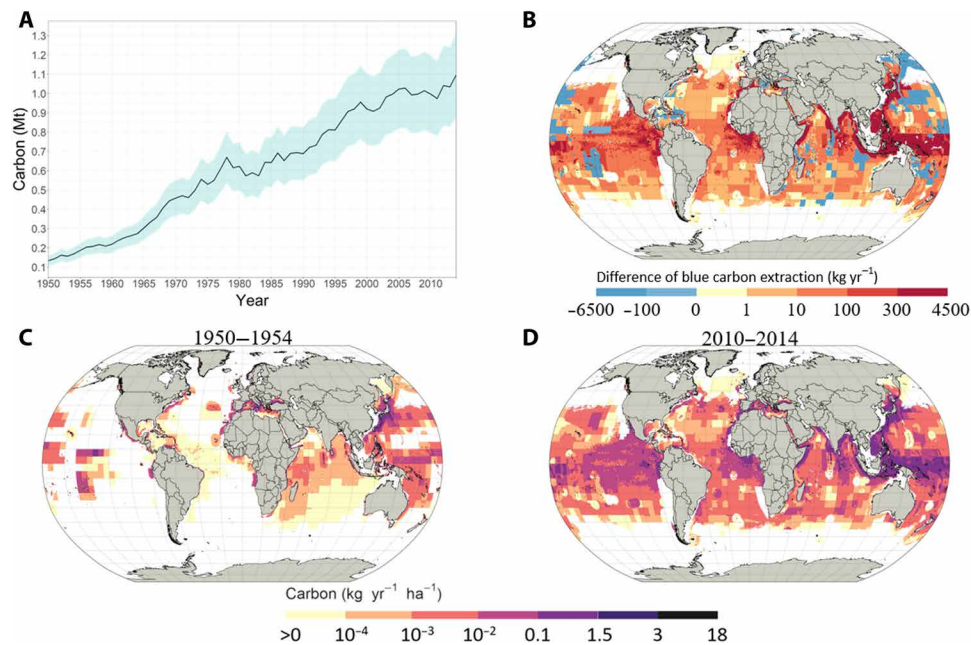 A
1.3
1.2
1.1
1.0
0.9
0.8
0.7
0.6
0.5
0.4
0.3
0.2
0.1
Carbon (Mt)
1950 1955 1960 1965 1970 1975 1980 1985 1990 1995 2000 2005 2010
Year
B
Difference of blue carbon extraction (kg yr⁻¹)
−6500 −100 0 1 10 100 300 4500
C
1950−1954
D
2010−2014
Carbon (kg yr⁻¹ ha⁻¹)
>0 10⁻⁴ 10⁻³ 10⁻² 0.1 1.5 3 18